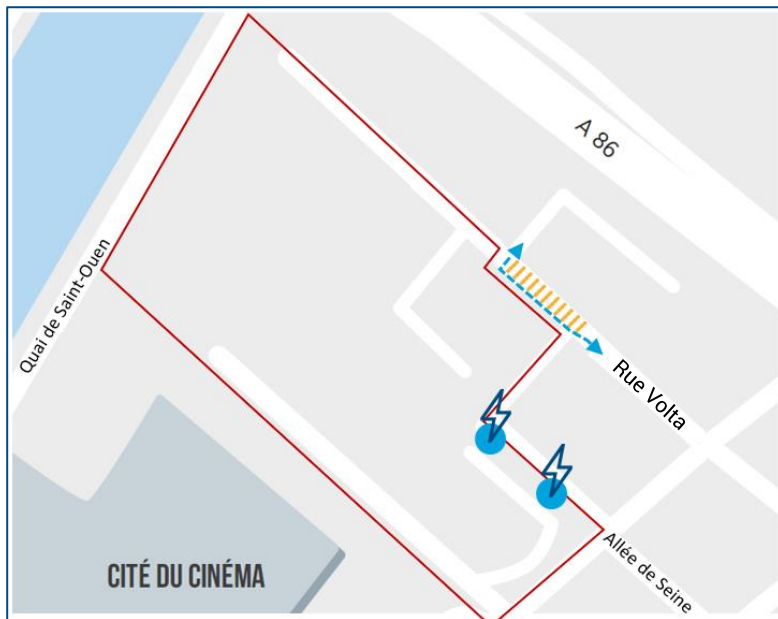 A 86
Quai de Saint-Ouen
Rue Volta
Allée de Seine
CITÉ DU CINÉMA